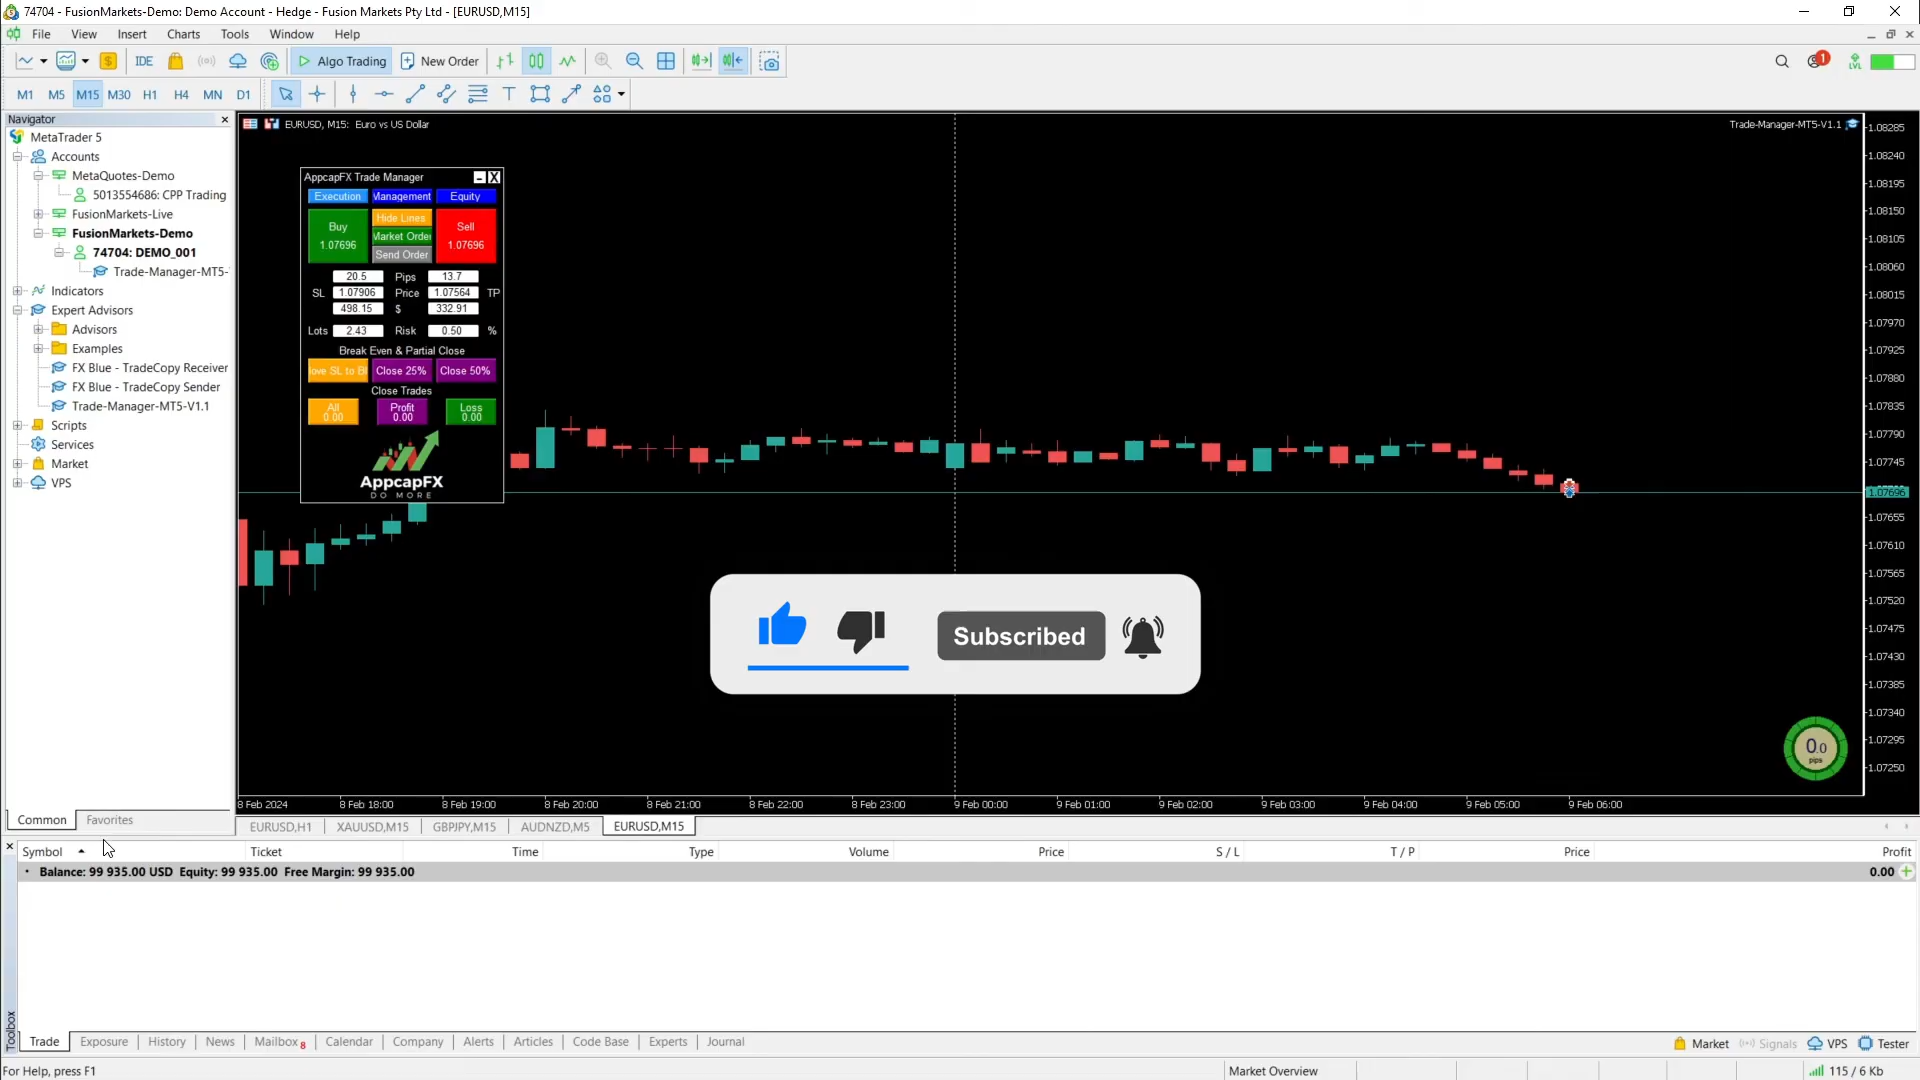 74704 - FusionMarkets-Demo: Demo Account - Hedge - Fusion Markets Pty Ltd - [EURUSD,M15]
File View Insert Charts Tools Window Help
IDE Algo Trading New Order 1 LVL
M1 M5 M15 M30 H1 H4 MN D1 T
Navigator
MetaTrader 5
Accounts
MetaQuotes-Demo
5013554686: CPP Trading
FusionMarkets-Live
FusionMarkets-Demo
74704: DEMO_001
Trade-Manager-MT5-
Indicators
Expert Advisors
Advisors
Examples
FX Blue - TradeCopy Receiver
FX Blue - TradeCopy Sender
Trade-Manager-MT5-V1.1
Scripts
Services
Market
VPS
Common Favorites
EURUSD, M15: Euro vs US Dollar
Trade-Manager-MT5-V1.1
AppcapFX Trade Manager - X
Execution Management Equity
Buy 1.07696
Hide Lines
Market Order
Send Order
Sell 1.07696
20.5 Pips 13.7
SL 1.07906 Price 1.07564 TP
498.15 $ 332.91
Lots 2.43 Risk 0.50 %
Break Even & Partial Close
ove SL to B Close 25% Close 50%
Close Trades
All 0.00 Profit 0.00 Loss 0.00
AppcapFX
DO MORE
Subscribed
0.0
pips
1.08285
1.08240
1.08195
1.08150
1.08105
1.08060
1.08015
1.07970
1.07925
1.07880
1.07835
1.07790
1.07745
1.07696
1.07655
1.07610
1.07565
1.07520
1.07475
1.07430
1.07385
1.07340
1.07295
1.07250
8 Feb 2024 8 Feb 18:00 8 Feb 19:00 8 Feb 20:00 8 Feb 21:00 8 Feb 22:00 8 Feb 23:00 9 Feb 00:00 9 Feb 01:00 9 Feb 02:00 9 Feb 03:00 9 Feb 04:00 9 Feb 05:00 9 Feb 06:00
EURUSD,H1 XAUUSD,M15 GBPJPY,M15 AUDNZD,M5 EURUSD,M15
Symbol Ticket Time Type Volume Price S / L T / P Price Profit
Balance: 99 935.00 USD Equity: 99 935.00 Free Margin: 99 935.00 0.00
Toolbox
Trade Exposure History News Mailbox 8 Calendar Company Alerts Articles Code Base Experts Journal
Market Signals VPS Tester
For Help, press F1 Market Overview 115 / 6 Kb